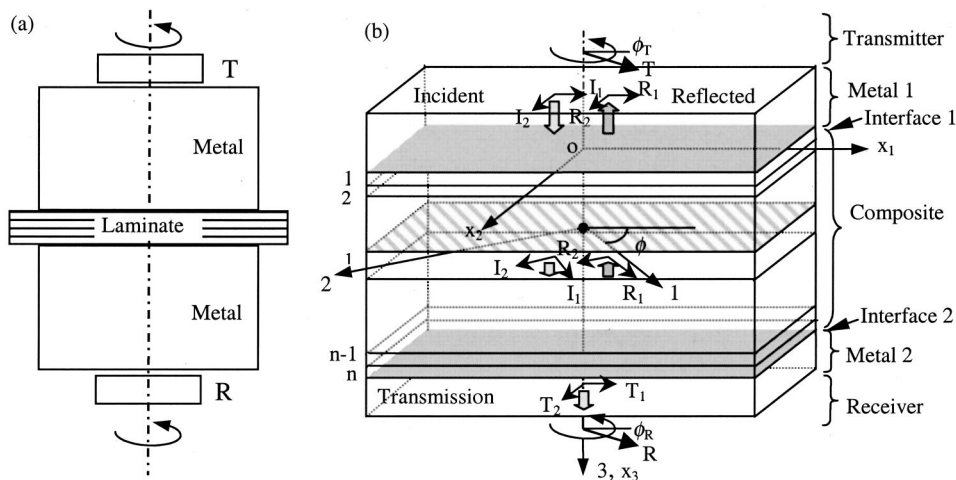 (a)
T
Metal
Laminate
Metal
R
(b)
ϕT
T
Transmitter
Incident
I1
I2
R1
R2
Reflected
Metal 1
Interface 1
o
x1
1
2
x2
ϕ
Composite
1
2
I2
I1
R2
R1
1
Interface 2
n-1
n
Metal 2
Transmission
T2
T1
Receiver
ϕR
R
3, x3